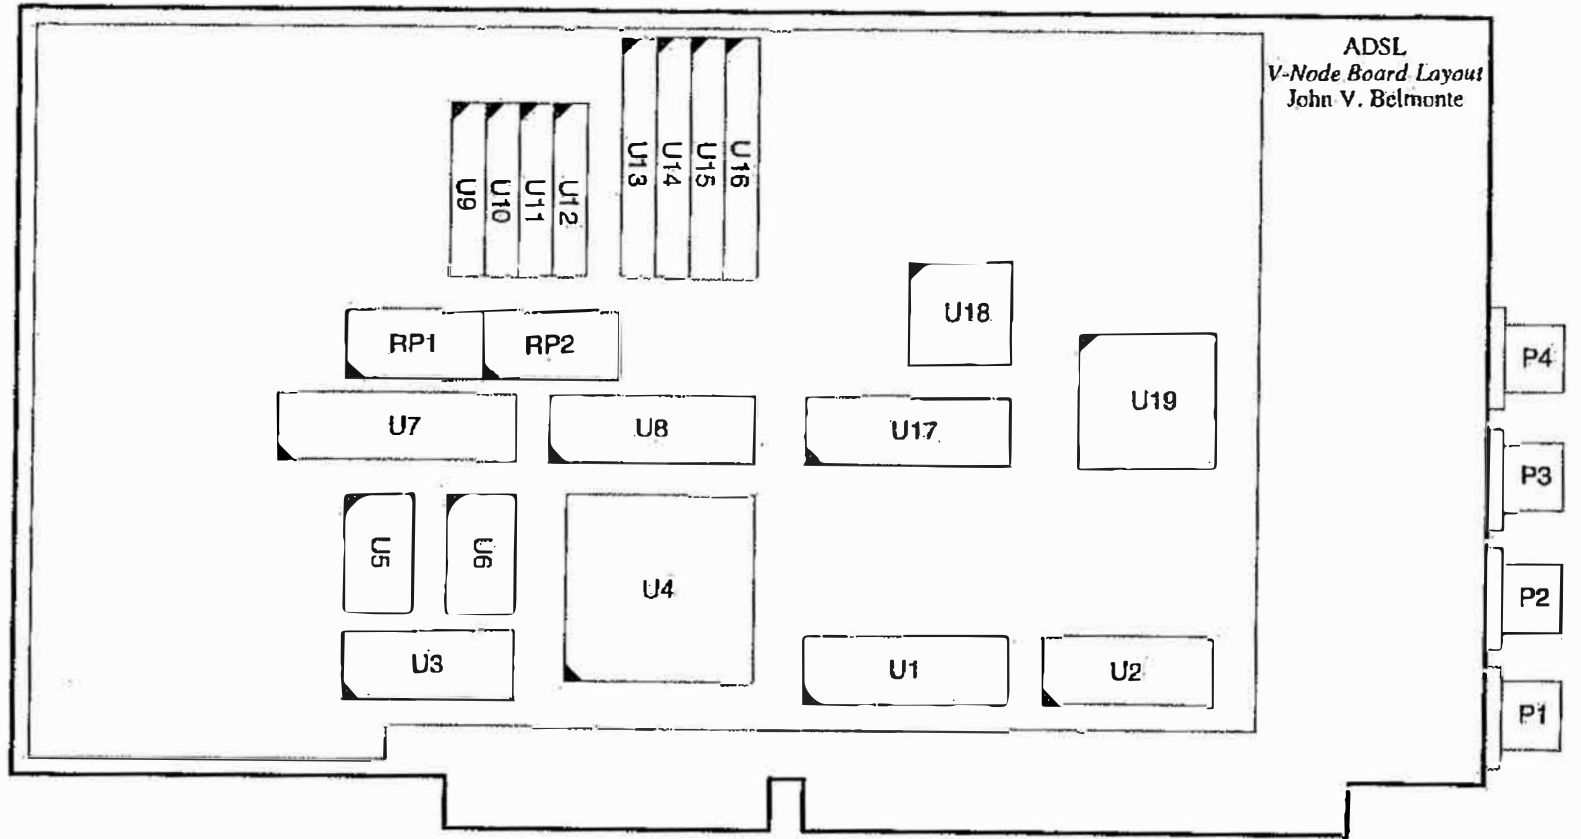 ADSL
V-Node Board Layout
John V. Belmonte
U13
U14
U15
U16
U9
U10
U11
U12
U18
RP1
RP2
P4
U19
U7
U8
U17
P3
U5
U6
U4
P2
U3
U1
U2
P1